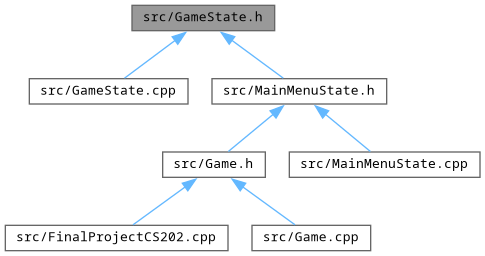 src/GameState.h
src/GameState.cpp
src/MainMenuState.h
src/Game.h
src/MainMenuState.cpp
src/FinalProjectCS202.cpp
src/Game.cpp